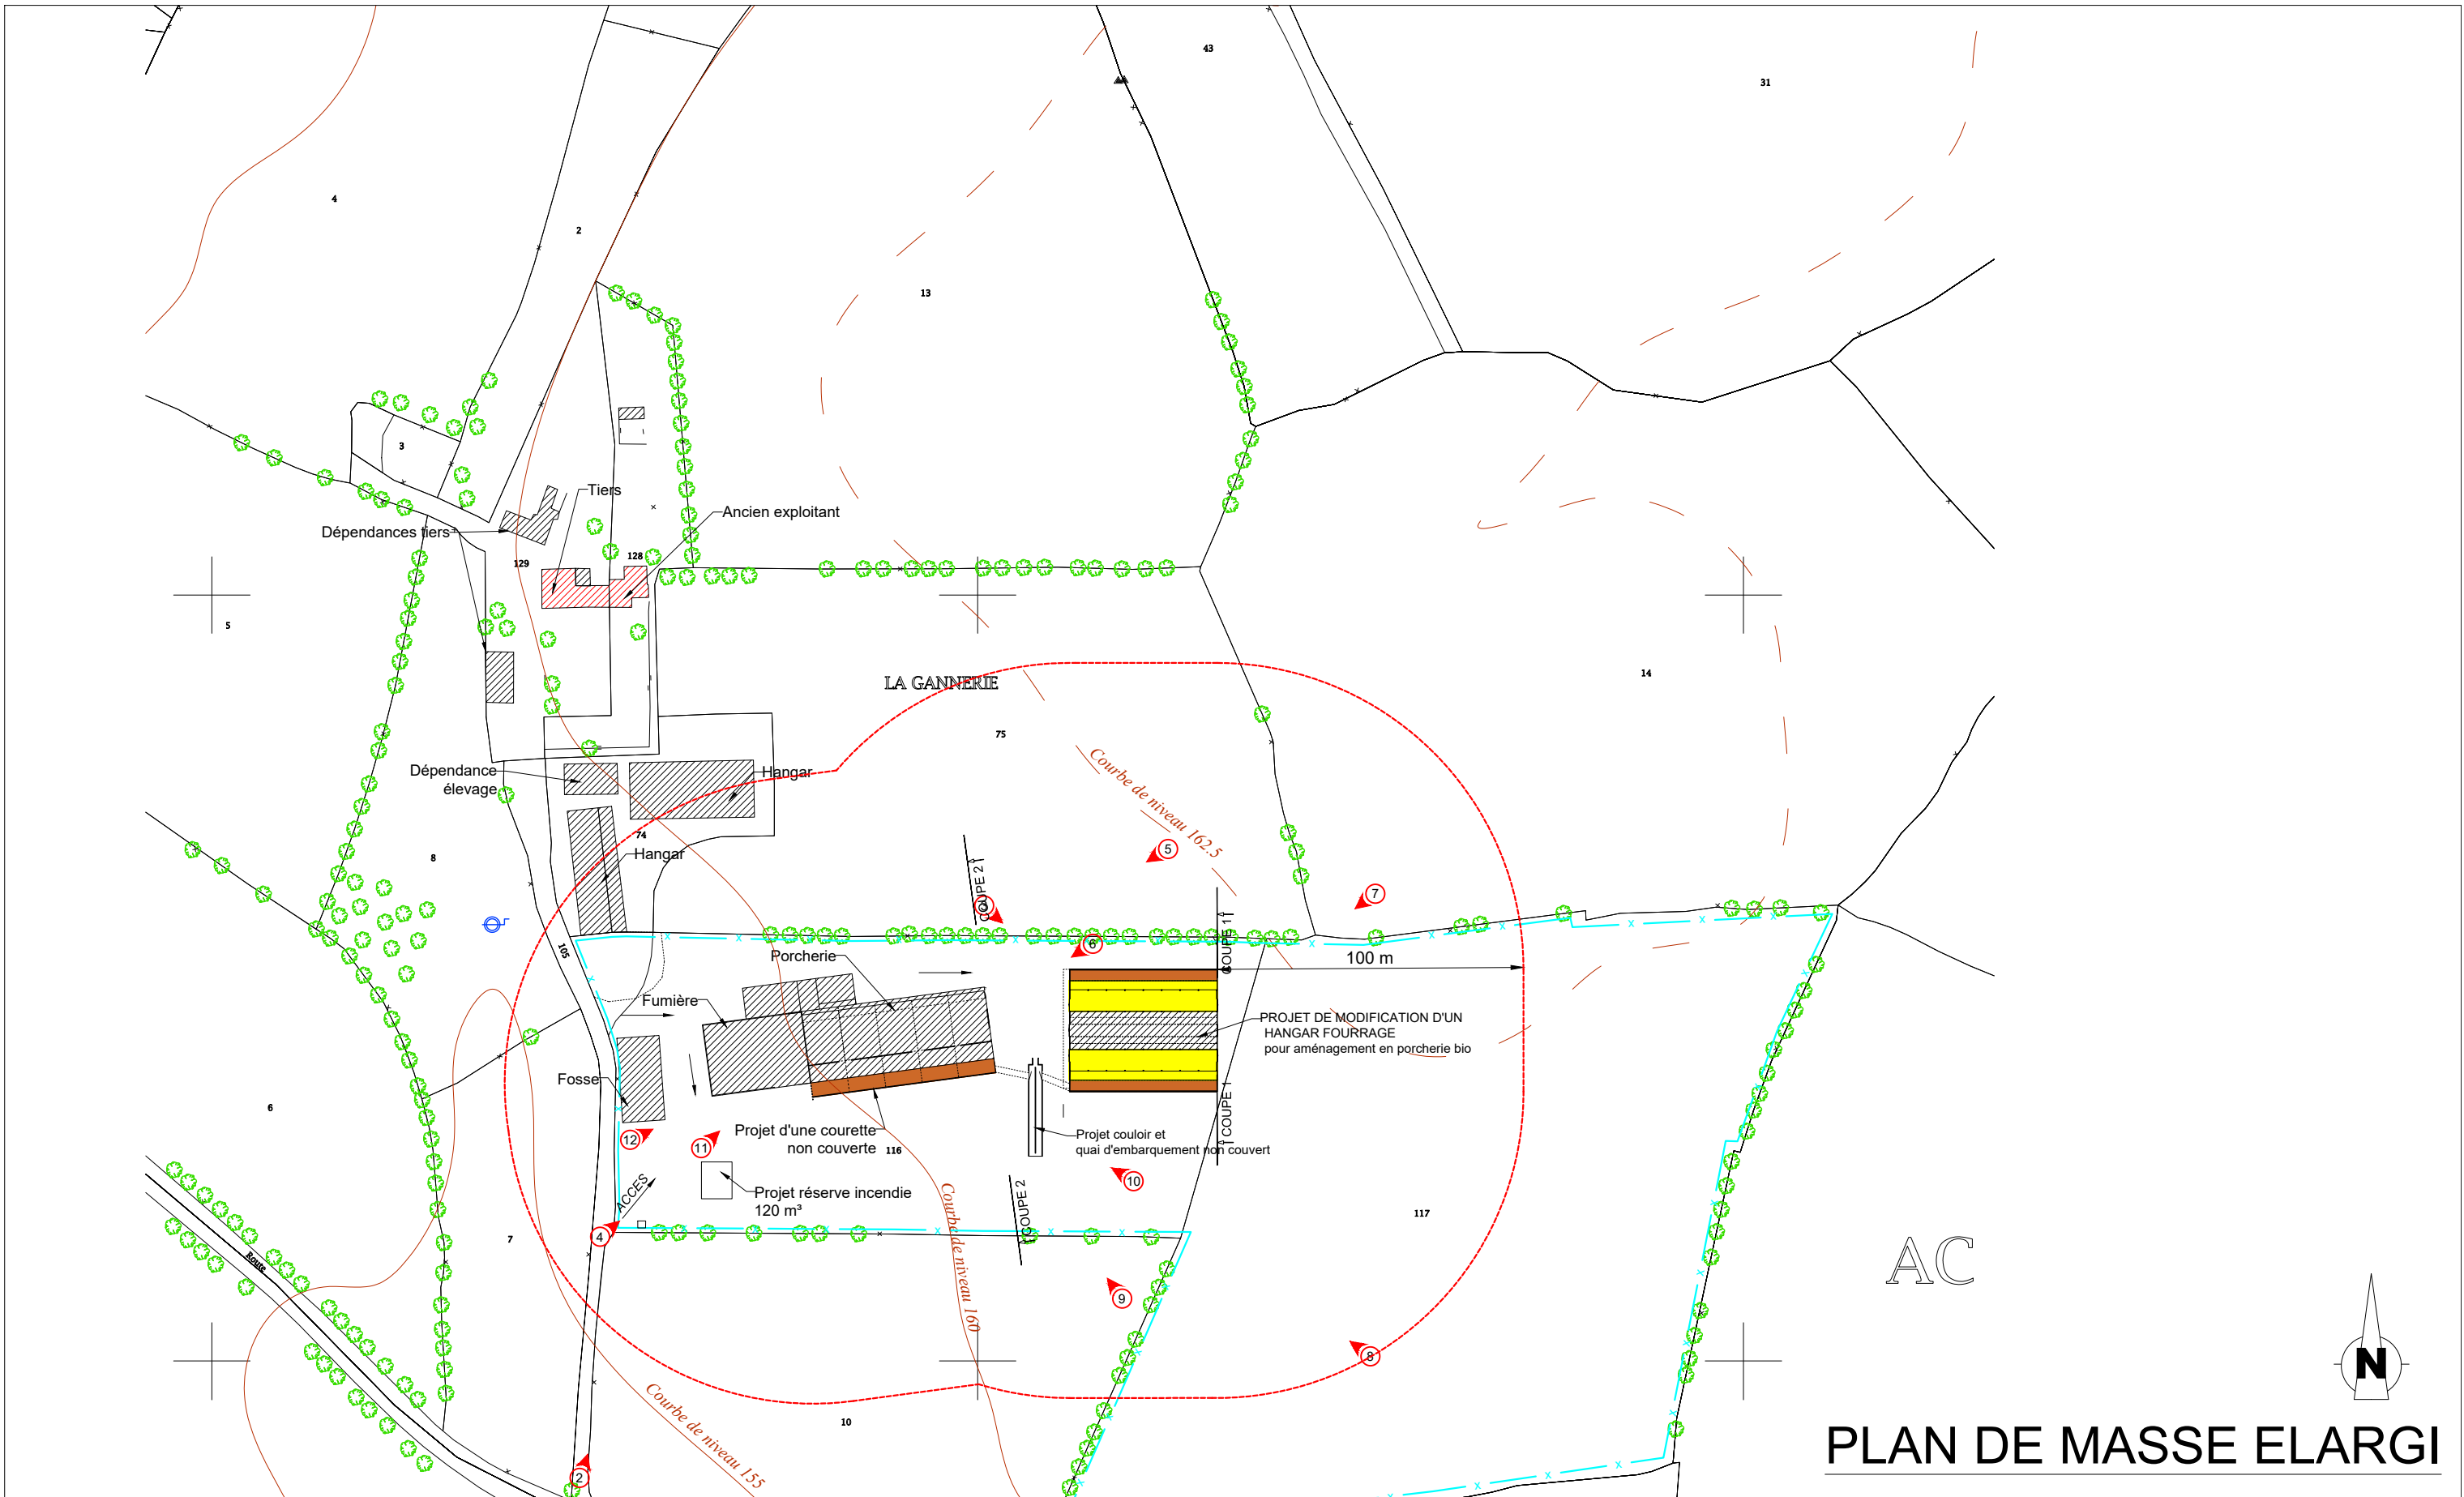 43
31
4
2
13
3
Tiers
Ancien exploitant
Dépendances tiers
128
129
5
LA GANNERIE
14
75
Courbe de niveau 162.5
Dépendance
élevage
Hangar
74
Hangar
8
5
7
COUPE 2
COUPE 1
6
105
Porcherie
100 m
Fumière
PROJET DE MODIFICATION D'UN
HANGAR FOURRAGE
pour aménagement en porcherie bio
Fosse
6
12
11
Projet d'une courette
non couverte
116
Projet couloir et
quai d'embarquement non couvert
COUPE 1
10
ACCES
Projet réserve incendie
120 m³
COUPE 2
Courbe de niveau 160
117
4
7
Route
AC
9
8
N
Courbe de niveau 155
10
2
PLAN DE MASSE ELARGI